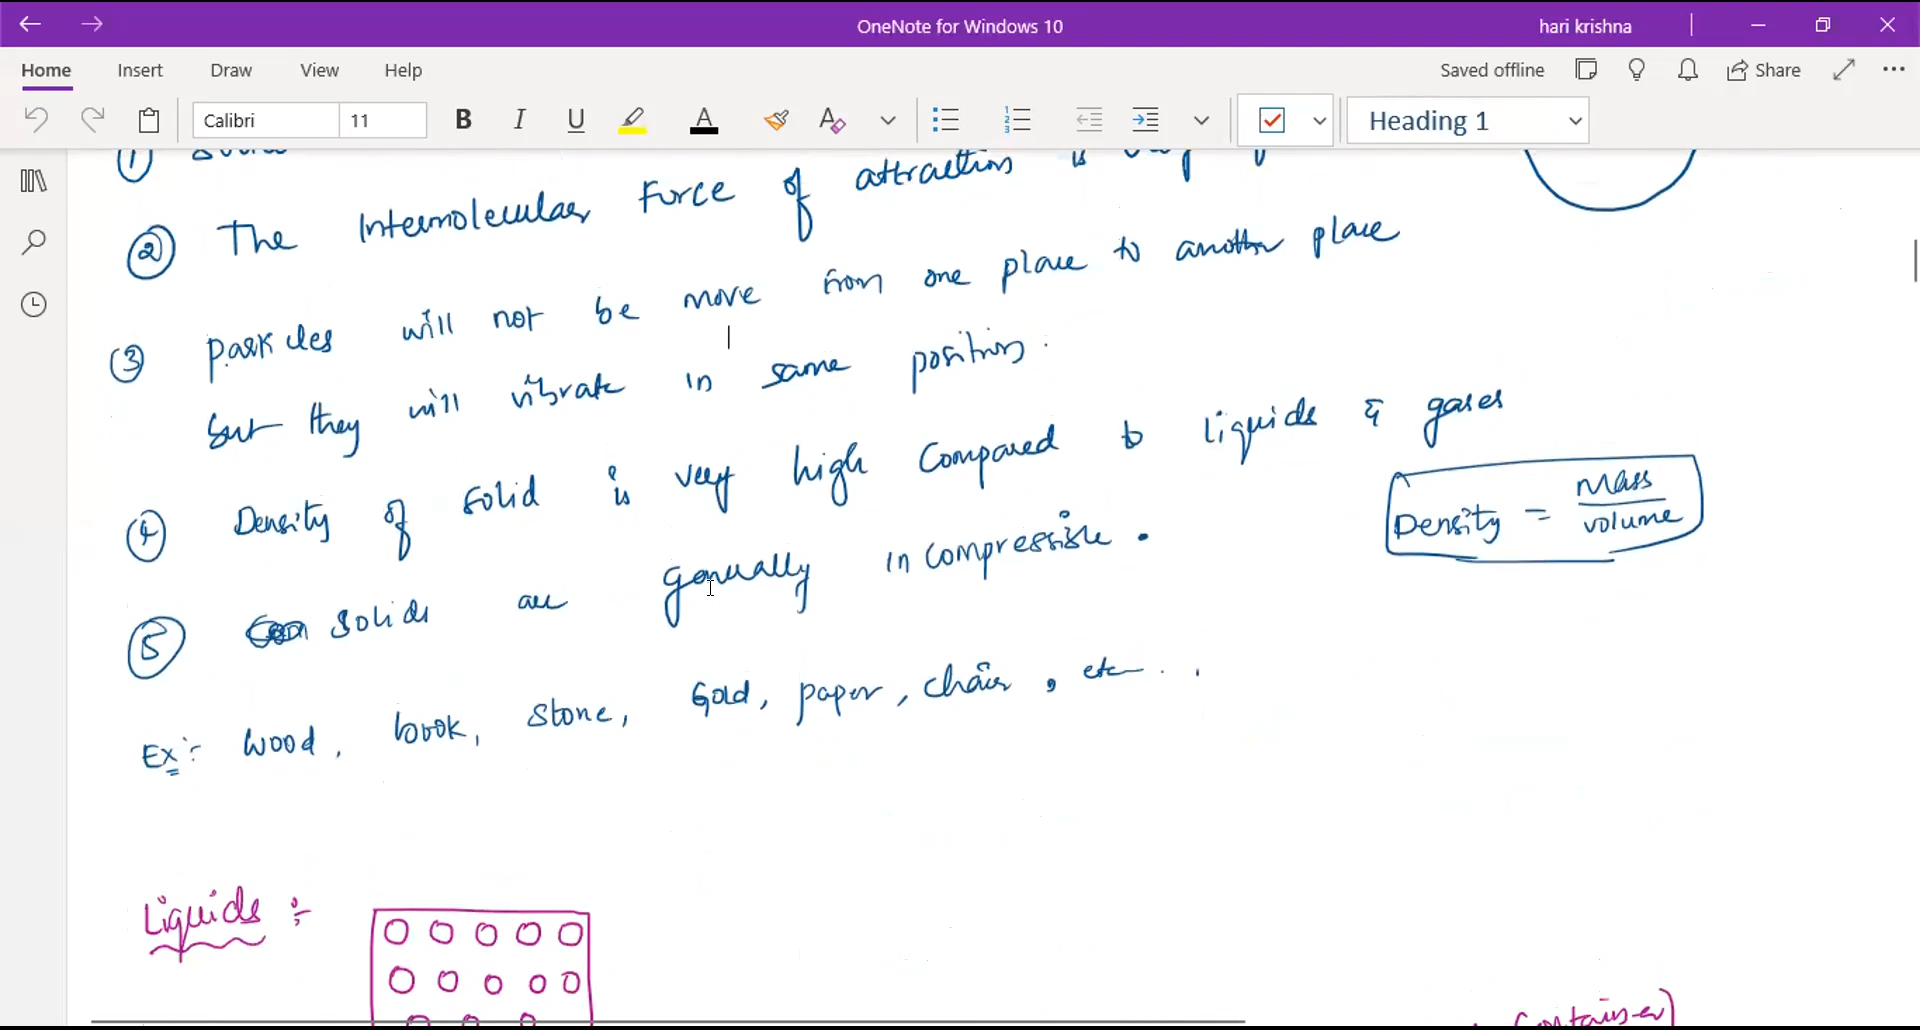 OneNote for Windows 10
hari krishna
Home Insert Draw View Help
Saved offline
Share
Calibri 11 B I U A A Heading 1
①
② The Intermolecular Force of attraction is
③ particles will not be move from one place to another place
but they will vibrate in same position.
④ Density of solid is very high compared to liquids & gases
Density = Mass / volume
⑤ solids are generally incompressible.
Ex:- wood, book, stone, Gold, paper, chair, etc..
Liquids :-
container)